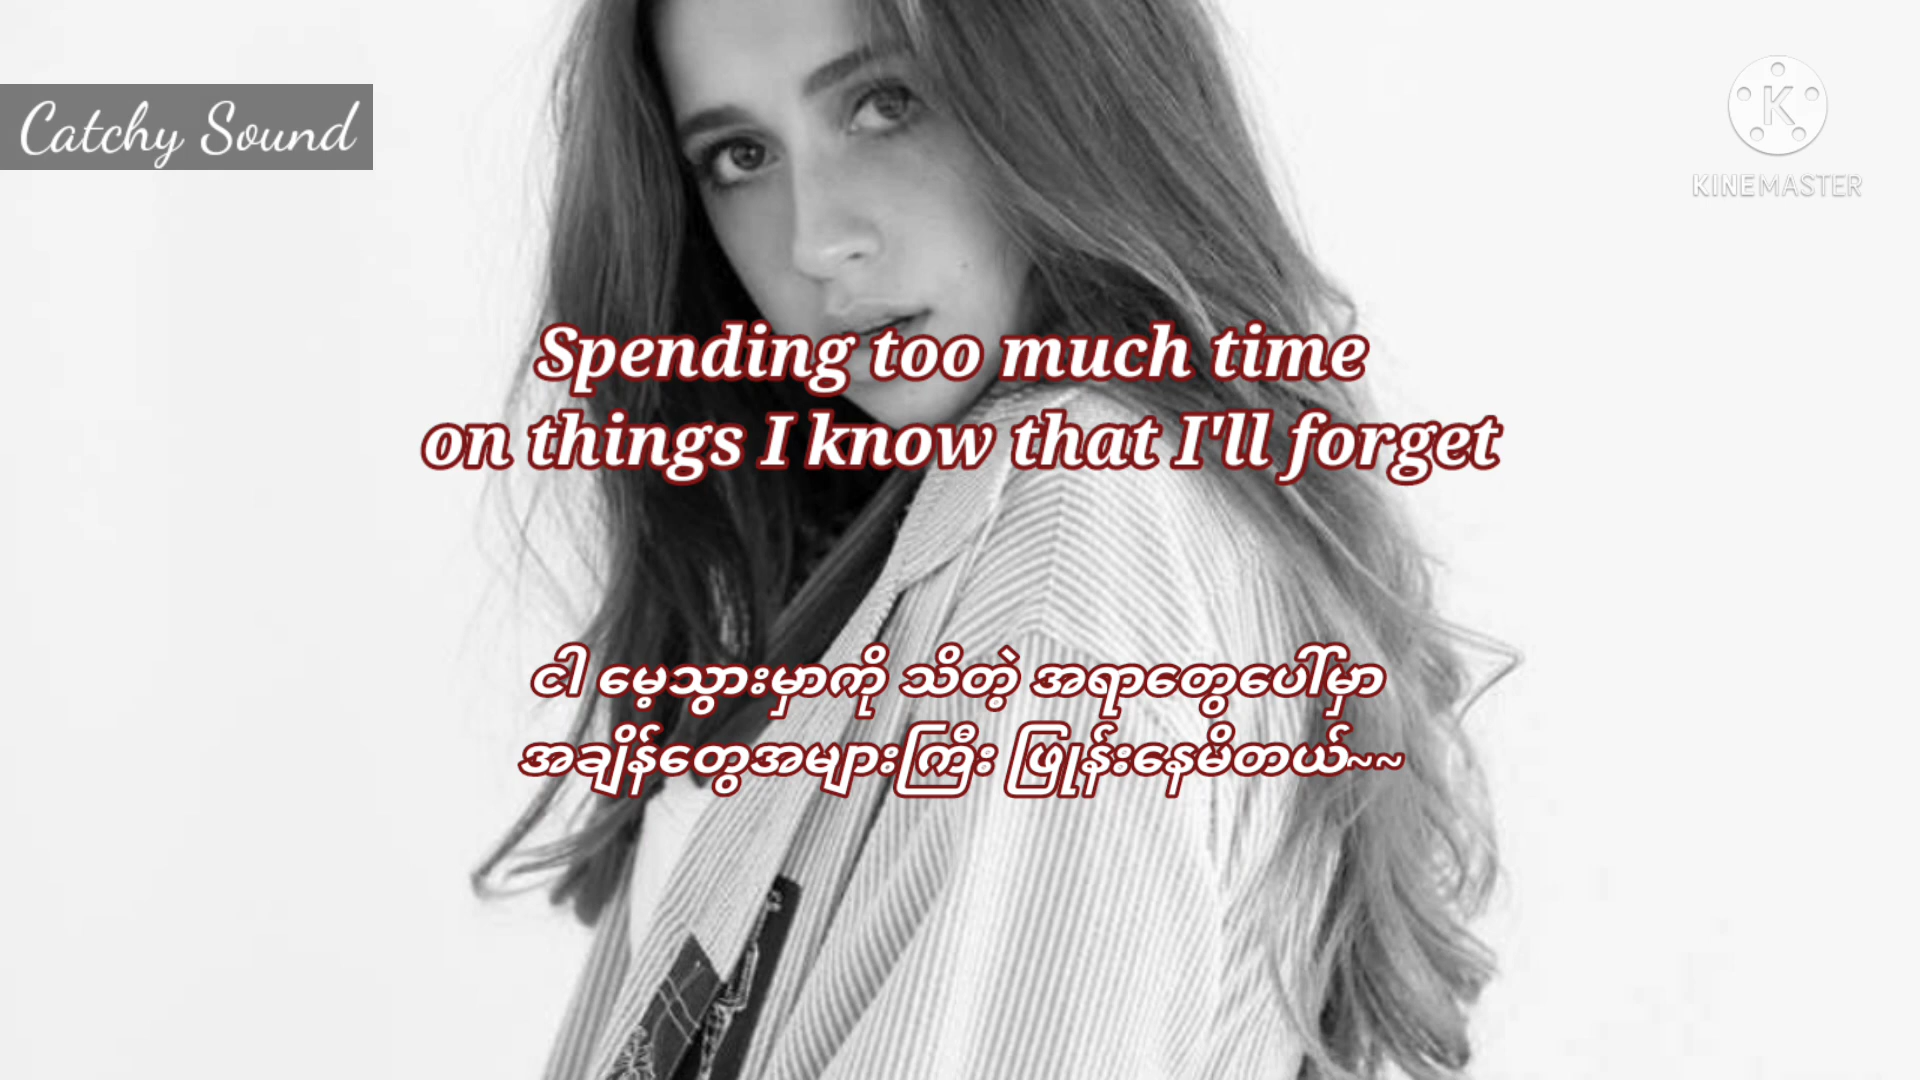 Catchy Sound
K
KINEMASTER
Spending too much time
on things I know that I'll forget
ငါ မေ့သွားမှာကို သိတဲ့ အရာတွေပေါ်မှာ
အချိန်တွေအများကြီး ဖြုန်းနေမိတယ်~~